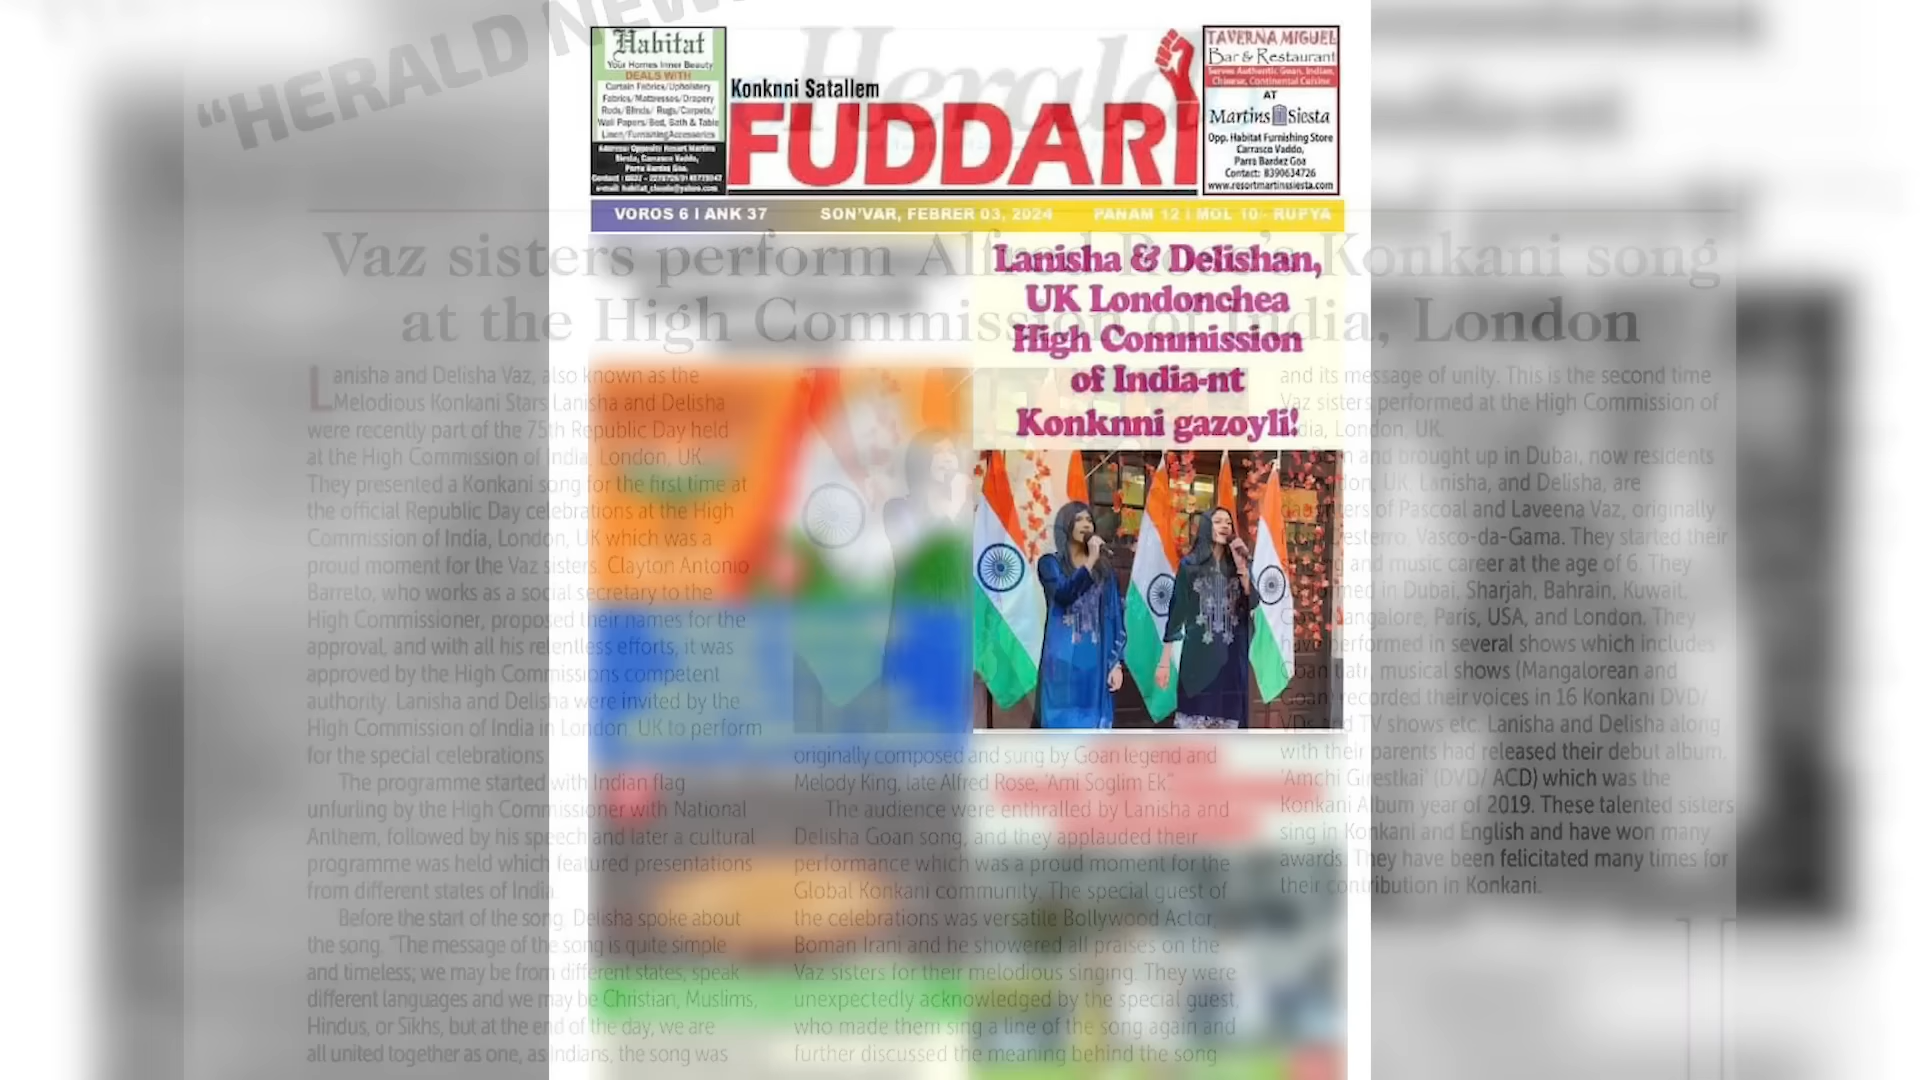 "HERALD NEW
Habitat
Your Homes Inner Beauty
DEALS WITH
Curtain Fabrics/Upholstery
Fabrics/Mattresses/Drapery
Rods/Blinds/ Rugs/Carpets/
Wall Papers/Bed, Bath & Table
Linen/Furnishing Accessories
Address: Opposite Resort Martins
Siesta, Carrasco Vaddo,
Parra Bardez Goa.
Konknni Satallem
FUDDARI
Herald
TAVERNA MIGUEL
Bar & Restaurant
Serves Authentic Goan, Indian,
Chinese, Continental Cuisine
AT
Martins Siesta
Opp. Habitat Furnishing Store
Carrasco Vaddo,
Parra Bardez Goa
Contact: 8390634726
www.resortmartinssiesta.com
VOROS 6 I ANK 37 SON'VAR, FEBRER 03, 2024 PANAM 12 I MOL 10/- RUPYA
Lanisha & Delishan,
UK Londonchea
High Commission
of India-nt
Konknni gazoyli!
Vaz sisters perform Alfred Rose's Konkani song
at the High Commission of India, London
Lanisha and Delisha Vaz, also known as the
Melodious Konkani Stars Lanisha and Delisha
were recently part of the 75th Republic Day held
at the High Commission of India, London, UK.
They presented a Konkani song for the first time at
the official Republic Day celebrations at the High
Commission of India, London, UK which was a
proud moment for the Vaz sisters. Clayton Antonio
Barreto, who works as a social secretary to the
High Commissioner, proposed their names for the
approval, and with all his relentless efforts, it was
approved by the High Commissions competent
authority. Lanisha and Delisha were invited by the
High Commission of India in London, UK to perform
for the special celebrations.
The programme started with Indian flag
unfurling by the High Commissioner with National
Anthem, followed by his speech and later a cultural
programme was held which featured presentations
from different states of India.
Before the start of the song, Delisha spoke about
the song. "The message of the song is quite simple
and timeless; we may be from different states, speak
different languages and we may be Christian, Muslims,
Hindus, or Sikhs, but at the end of the day, we are
all united together as one, as Indians, the song was
originally composed and sung by Goan legend and
Melody King, late Alfred Rose, 'Ami Soglim Ek'."
The audience were enthralled by Lanisha and
Delisha Goan song, and they applauded their
performance which was a proud moment for the
Global Konkani community. The special guest of
the celebrations was versatile Bollywood Actor,
Boman Irani and he showered all praises on the
Vaz sisters for their melodious singing. They were
unexpectedly acknowledged by the special guest,
who made them sing a line of the song again and
further discussed the meaning behind the song
and its message of unity. This is the second time
Vaz sisters performed at the High Commission of
India, London, UK.
and brought up in Dubai, now residents
UK. Lanisha, and Delisha, are
daughters of Pascoal and Laveena Vaz, originally
Vasco-da-Gama. They started their
and music career at the age of 6. They
performed in Dubai, Sharjah, Bahrain, Kuwait,
Mangalore, Paris, USA, and London. They
have performed in several shows which includes
Goan tiatr, musical shows (Mangalorean and
Goan) recorded their voices in 16 Konkani DVD/
and TV shows etc. Lanisha and Delisha along
with their parents had released their debut album,
'Amchi Girestkai' (DVD/ ACD) which was the
Konkani Album year of 2019. These talented sisters
sing in Konkani and English and have won many
awards. They have been felicitated many times for
their contribution in Konkani.